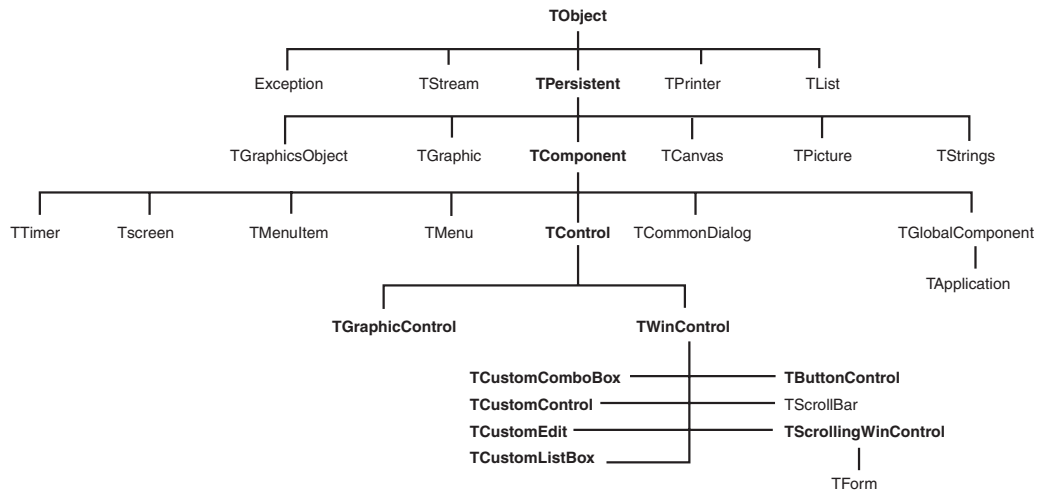 TObject
Exception TStream TPersistent TPrinter TList
TGraphicsObject TGraphic TComponent TCanvas TPicture TStrings
TTimer Tscreen TMenuItem TMenu TControl TCommonDialog TGlobalComponent
TApplication
TGraphicControl TWinControl
TCustomComboBox TButtonControl
TCustomControl TScrollBar
TCustomEdit TScrollingWinControl
TCustomListBox
TForm